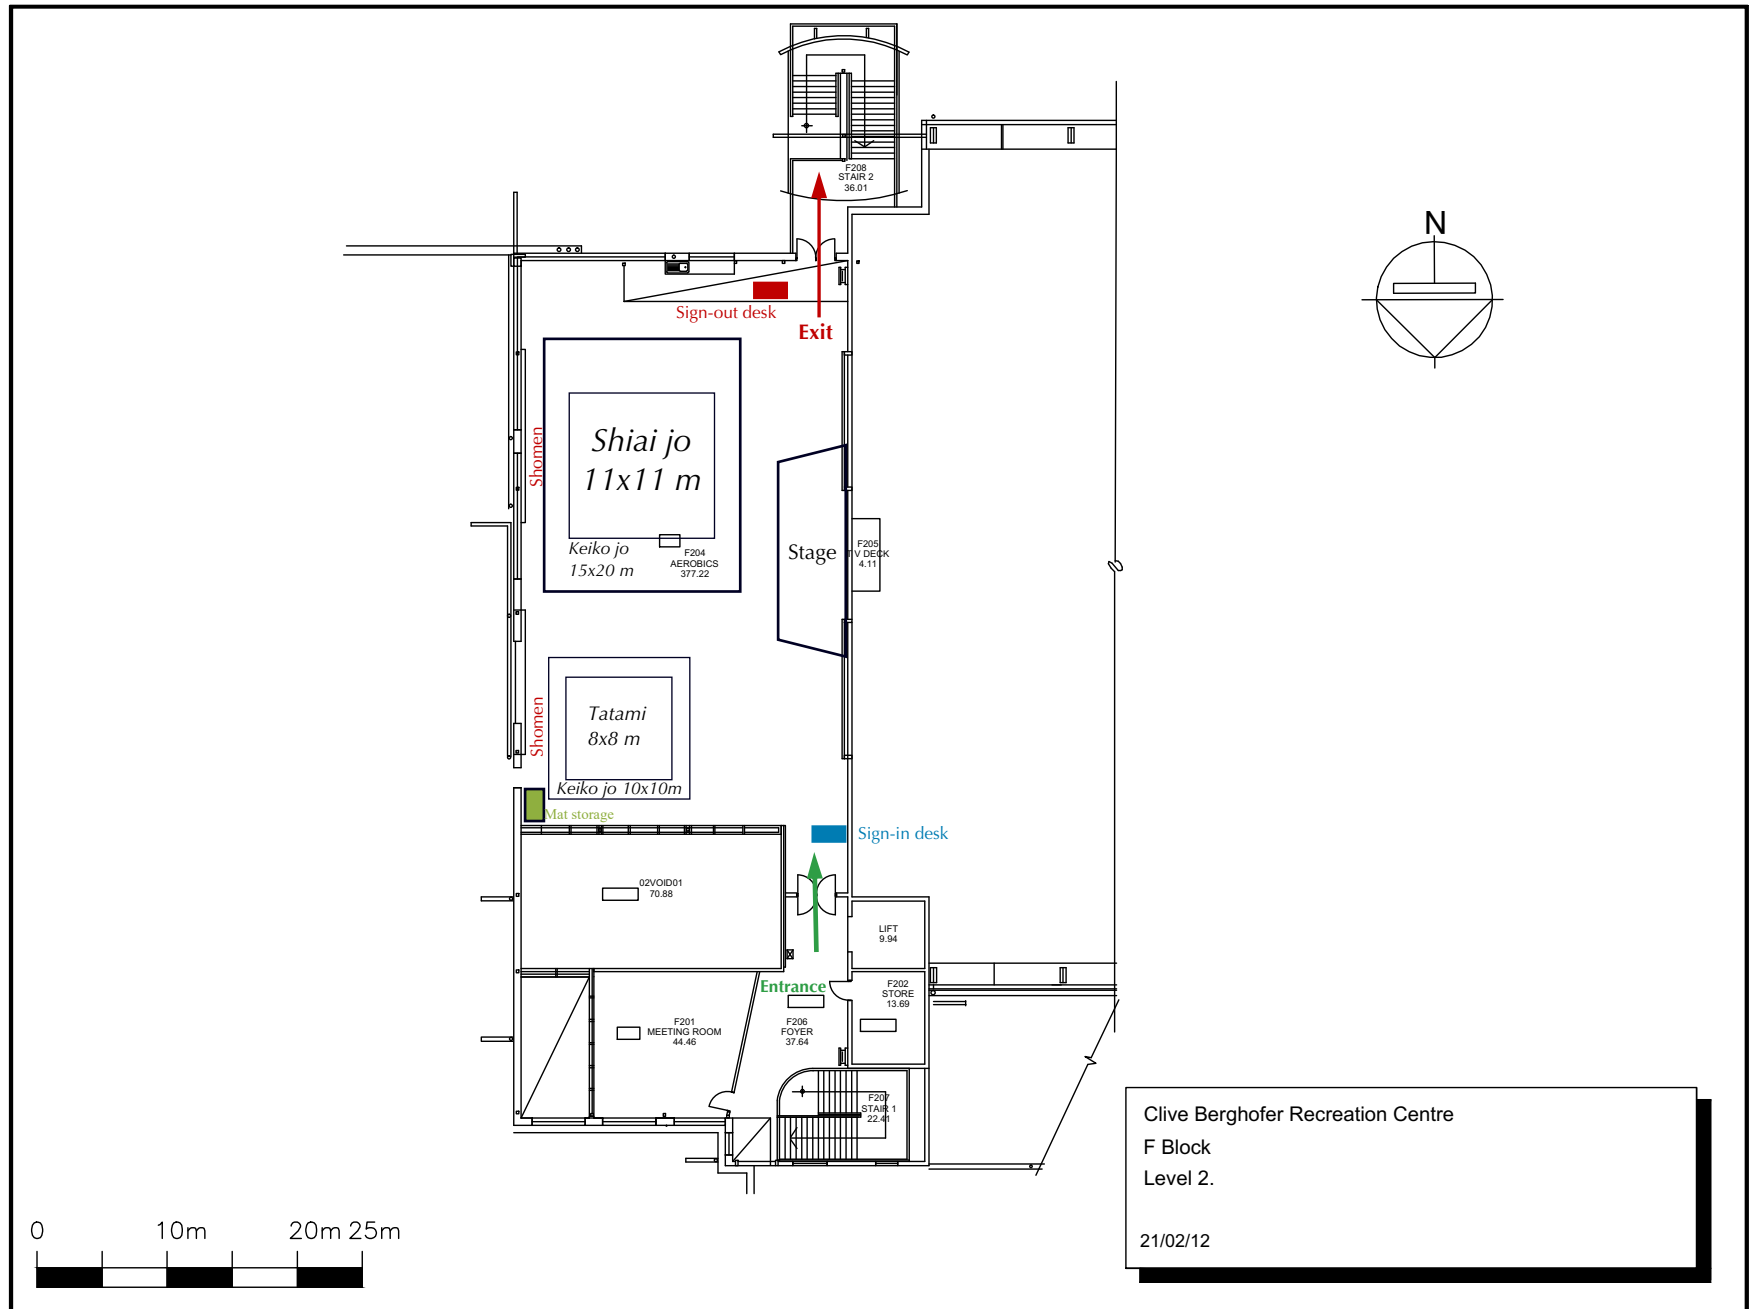 F208
STAIR 2
36.01
N
Sign-out desk
Exit
Shomen
Shiai jo
11x11 m
Keiko jo
15x20 m
F204
AEROBICS
377.22
Stage
F205
T V DECK
4.11
Shomen
Tatami
8x8 m
Keiko jo 10x10m
Mat storage
Sign-in desk
02VOID01
70.88
LIFT
9.94
Entrance
F202
STORE
13.69
F201
MEETING ROOM
44.46
F206
FOYER
37.64
F207
STAIR 1
22.41
Clive Berghofer Recreation Centre
F Block
Level 2.
21/02/12
0 10m 20m 25m